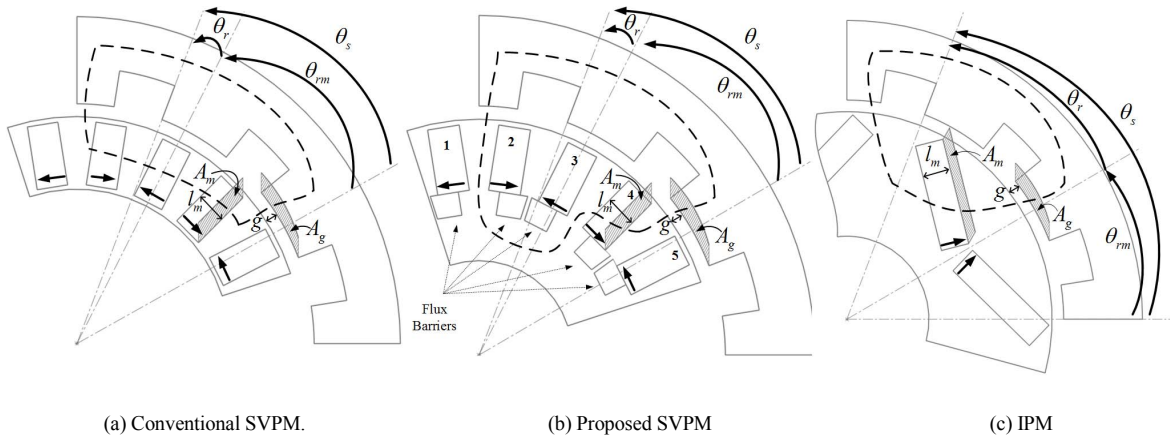 θr
θs
θrm
Am
lm
g
Ag
(a) Conventional SVPM.
θr
θs
θrm
1
2
3
Am
4
lm
g
Ag
5
Flux
Barriers
(b) Proposed SVPM
θr
θs
lm
Am
g
Ag
θrm
(c) IPM